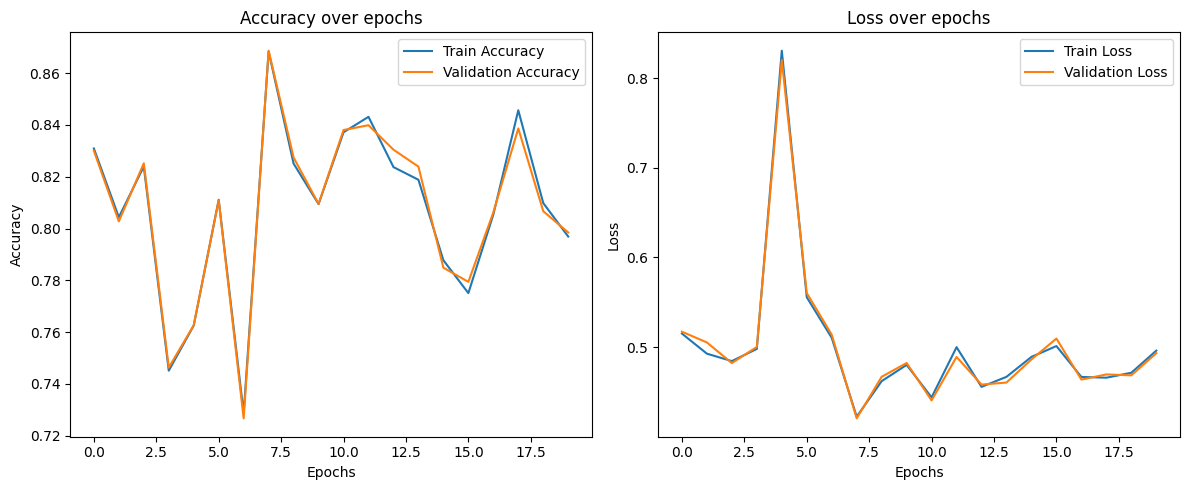 Accuracy over epochs
Train Accuracy
Validation Accuracy
Accuracy
0.86
0.84
0.82
0.80
0.78
0.76
0.74
0.72
0.0 2.5 5.0 7.5 10.0 12.5 15.0 17.5
Epochs
Loss over epochs
Train Loss
Validation Loss
Loss
0.8
0.7
0.6
0.5
0.0 2.5 5.0 7.5 10.0 12.5 15.0 17.5
Epochs